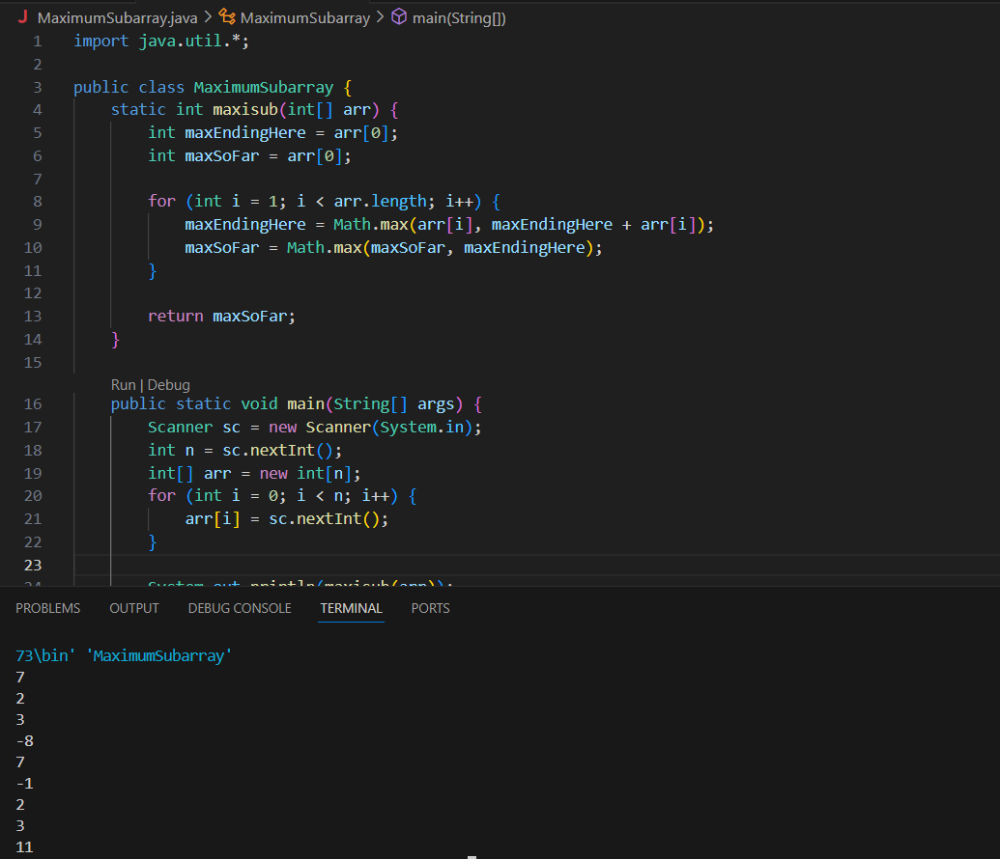 J MaximumSubarray.java > MaximumSubarray > main(String[])
1 import java.util.*;
2
3 public class MaximumSubarray {
4     static int maxisub(int[] arr) {
5         int maxEndingHere = arr[0];
6         int maxSoFar = arr[0];
7
8         for (int i = 1; i < arr.length; i++) {
9             maxEndingHere = Math.max(arr[i], maxEndingHere + arr[i]);
10             maxSoFar = Math.max(maxSoFar, maxEndingHere);
11         }
12
13         return maxSoFar;
14     }
15
Run | Debug
16     public static void main(String[] args) {
17         Scanner sc = new Scanner(System.in);
18         int n = sc.nextInt();
19         int[] arr = new int[n];
20         for (int i = 0; i < n; i++) {
21             arr[i] = sc.nextInt();
22         }
23
24         System.out.println(maxisub(arr));
PROBLEMS OUTPUT DEBUG CONSOLE TERMINAL PORTS
73\bin' 'MaximumSubarray'
7
2
3
-8
7
-1
2
3
11